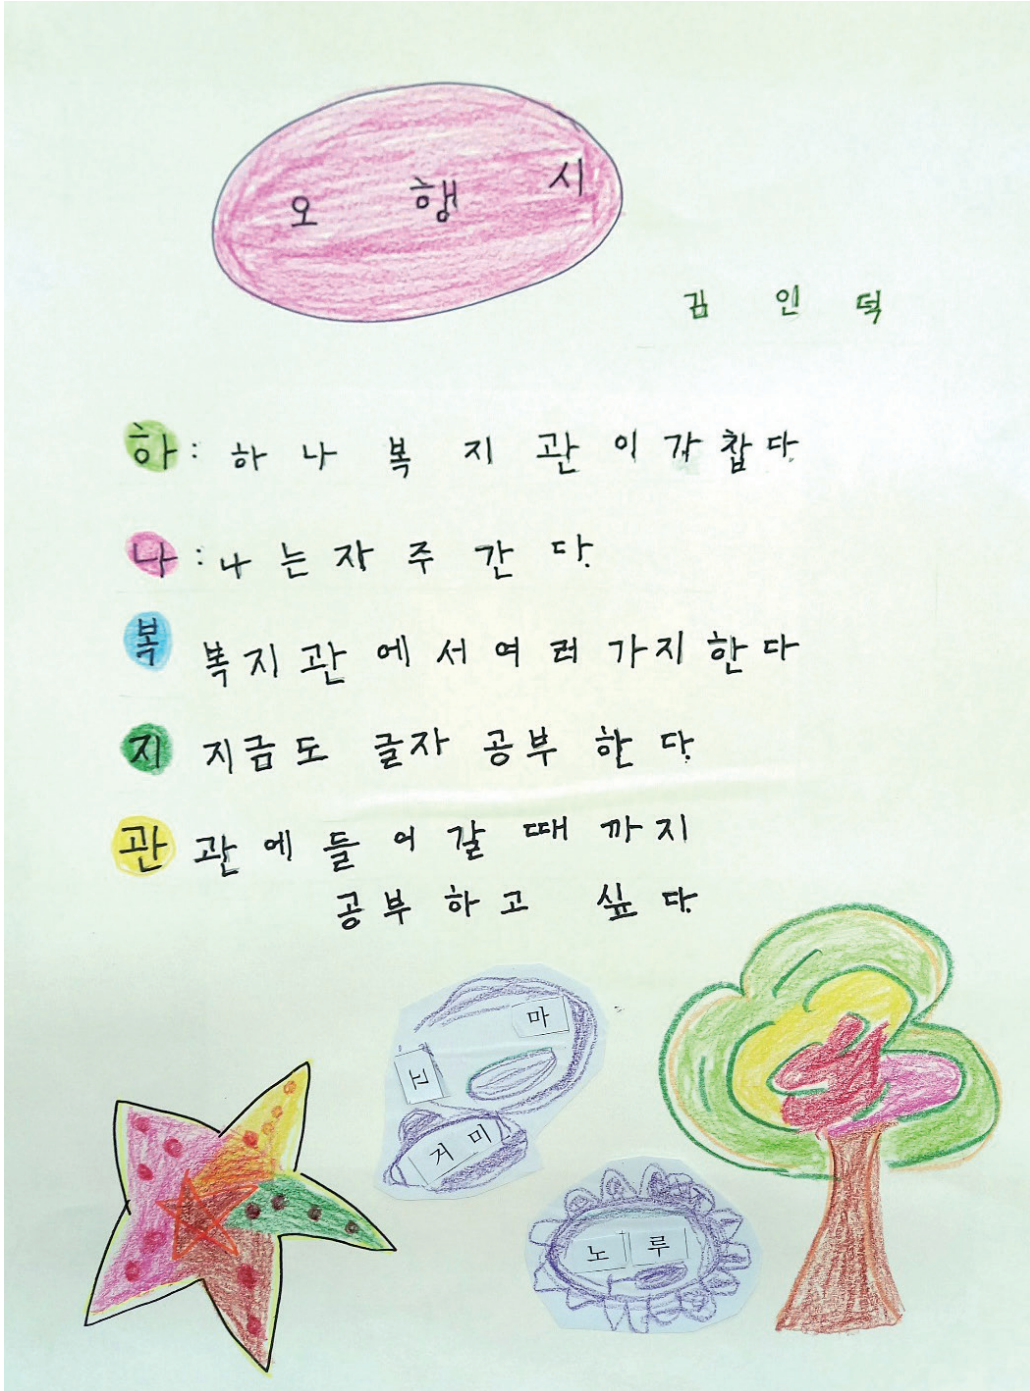 오 행 시
김 인 덕
하 : 하 나 복 지 관 이 가 찹 다
나 : 나 는 자 주 간 다.
복 복 지 관 에 서 여 러 가 지 한 다
지 지 금 도 글 자 공 부 한 다.
관 관 에 들 어 갈 때 까 지
공 부 하 고 싶 다.
마
고
거 미
노 루